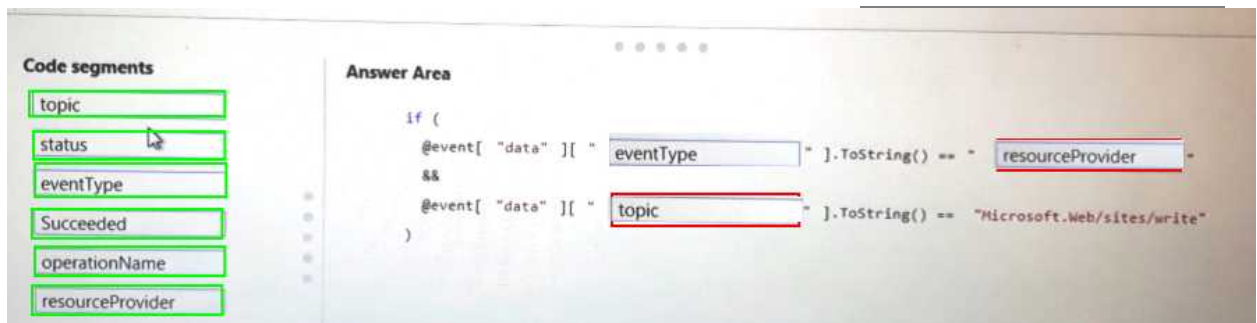 Code segments
topic
status
eventType
Succeeded
operationName
resourceProvider
Answer Area
if (
@event[ "data" ][ " eventType " ].ToString() == " resourceProvider "
&&
@event[ "data" ][ " topic " ].ToString() == "Microsoft.Web/sites/write"
)